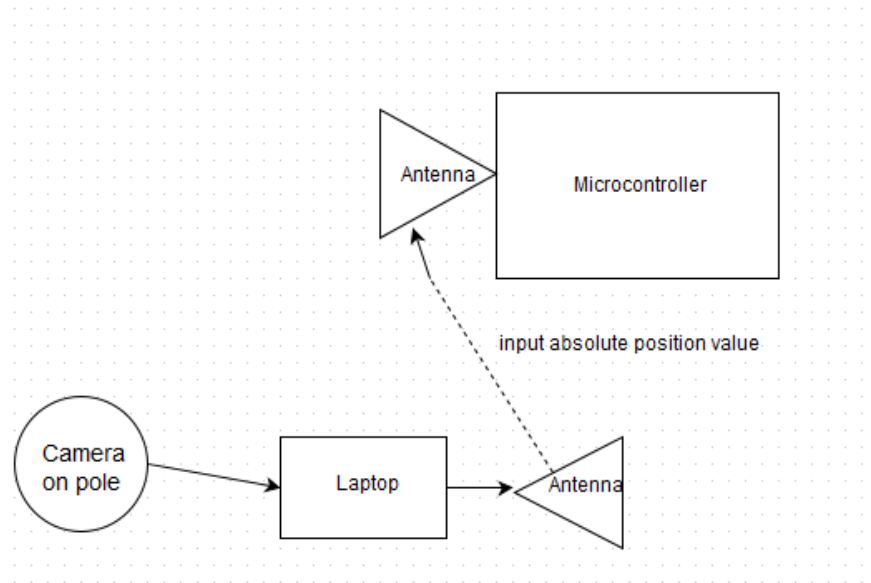 Antenna
Microcontroller
input absolute position value
Camera
on pole
Laptop
Antenna